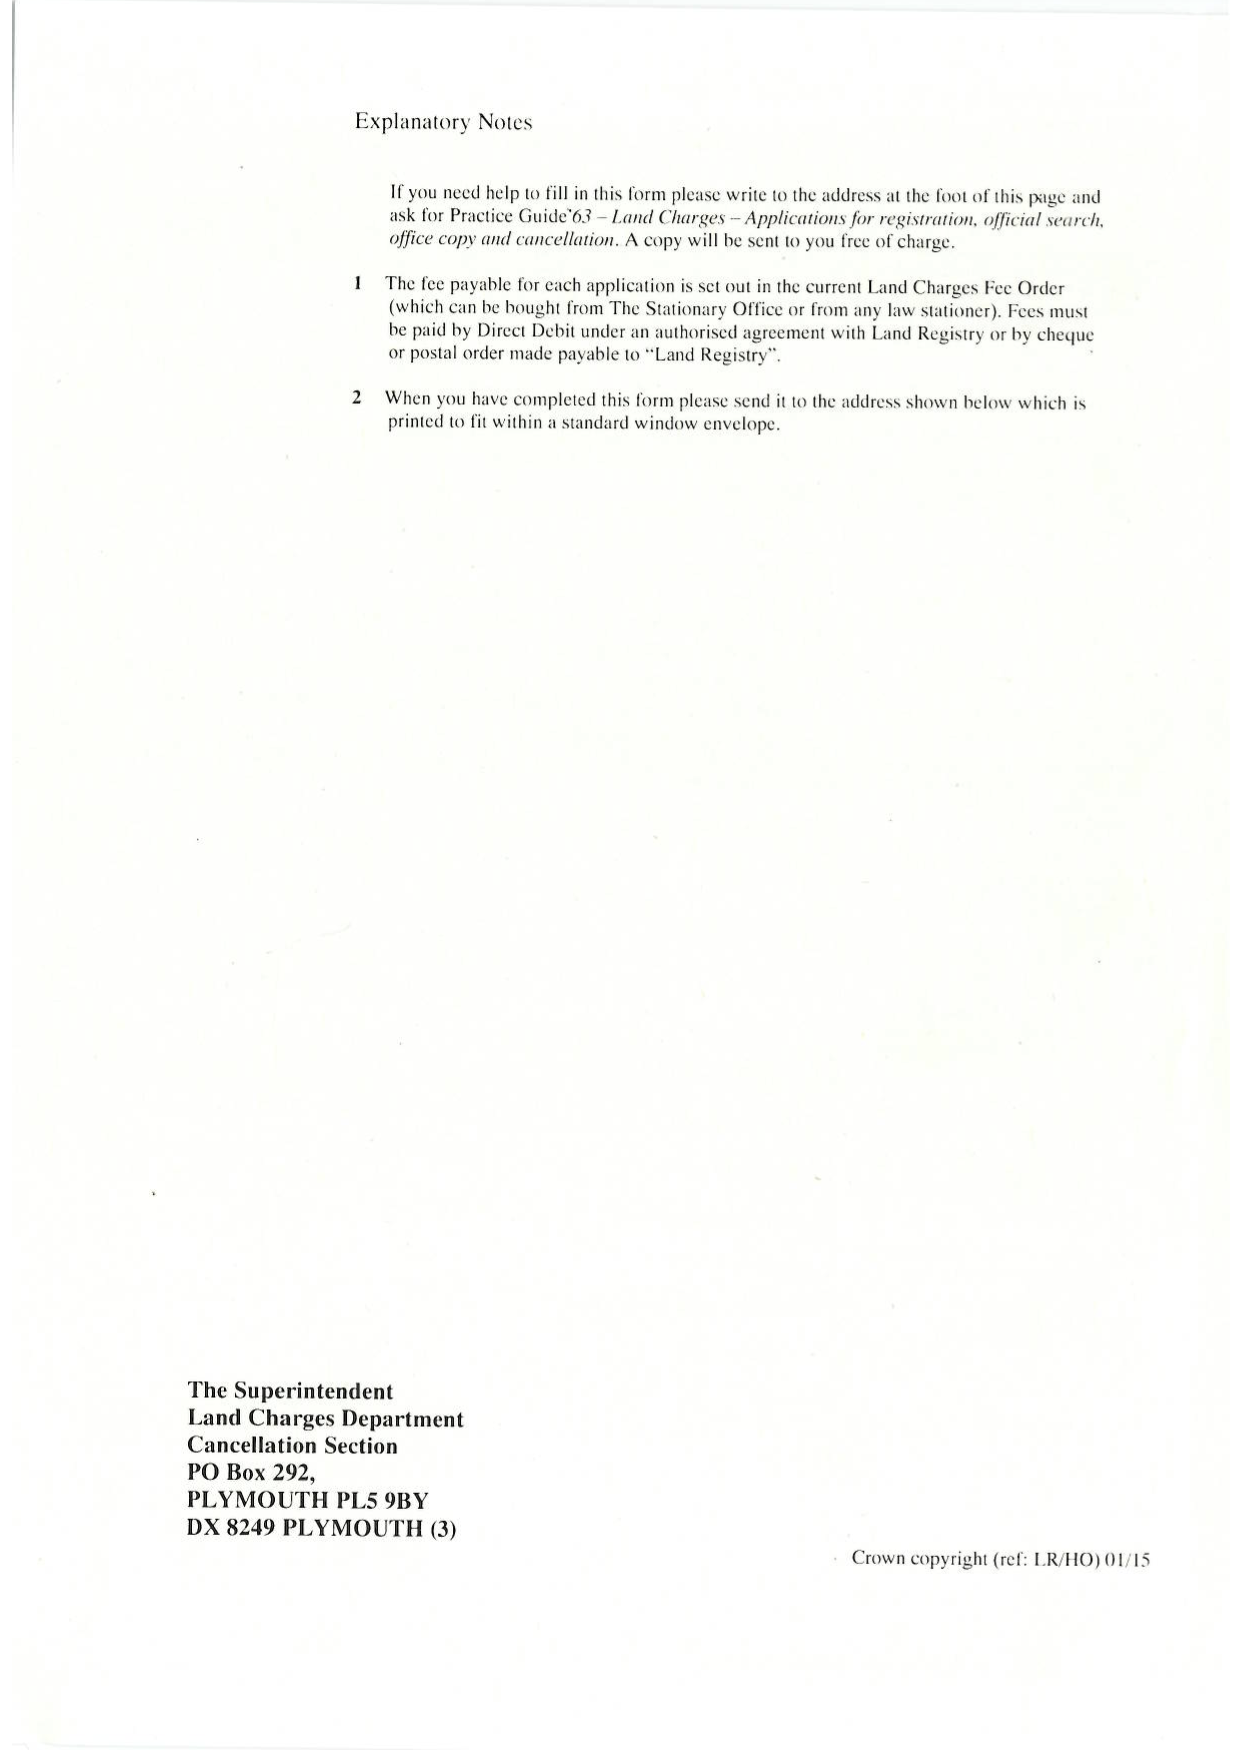 Explanatory Notes
If you need help to fill in this form please write to the address at the foot of this page and
ask for Practice Guide 63 – Land Charges – Applications for registration, official search,
office copy and cancellation. A copy will be sent to you free of charge.
1 The fee payable for each application is set out in the current Land Charges Fee Order
(which can be bought from The Stationary Office or from any law stationer). Fees must
be paid by Direct Debit under an authorised agreement with Land Registry or by cheque
or postal order made payable to “Land Registry”.
2 When you have completed this form please send it to the address shown below which is
printed to fit within a standard window envelope.
The Superintendent
Land Charges Department
Cancellation Section
PO Box 292,
PLYMOUTH PL5 9BY
DX 8249 PLYMOUTH (3)
Crown copyright (ref: LR/HO) 01/15